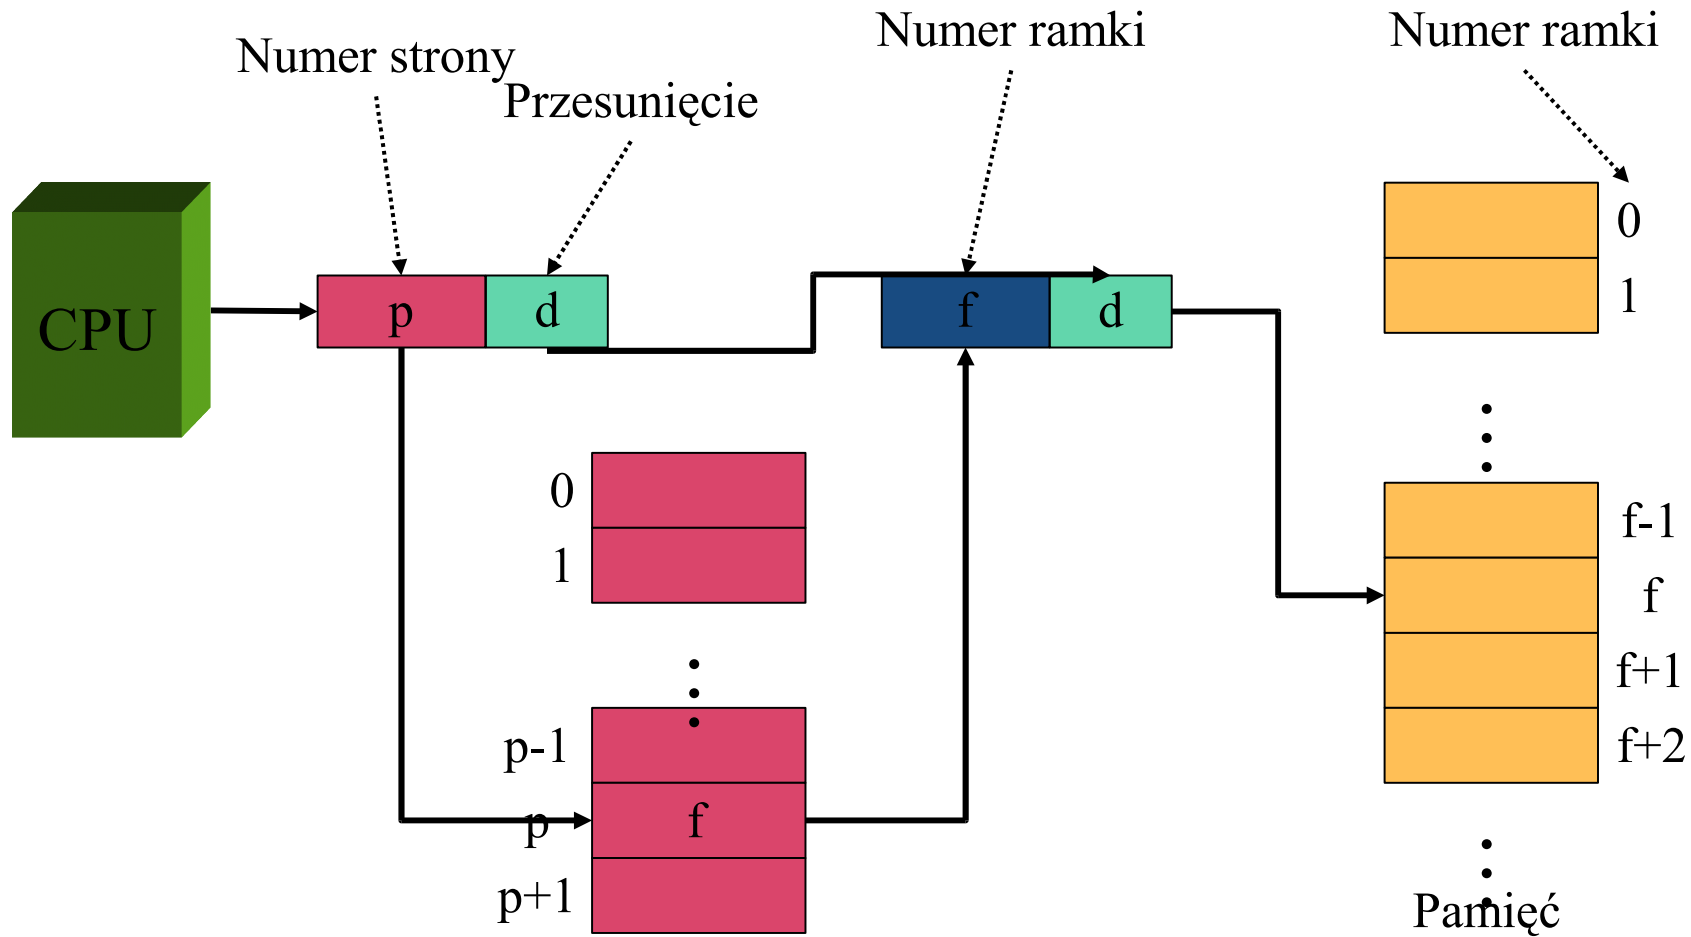 Numer strony
Przesunięcie
Numer ramki
Numer ramki
CPU
p
d
f
d
0
1
0
1
p-1
p
f
p+1
f-1
f
f+1
f+2
Pamięć